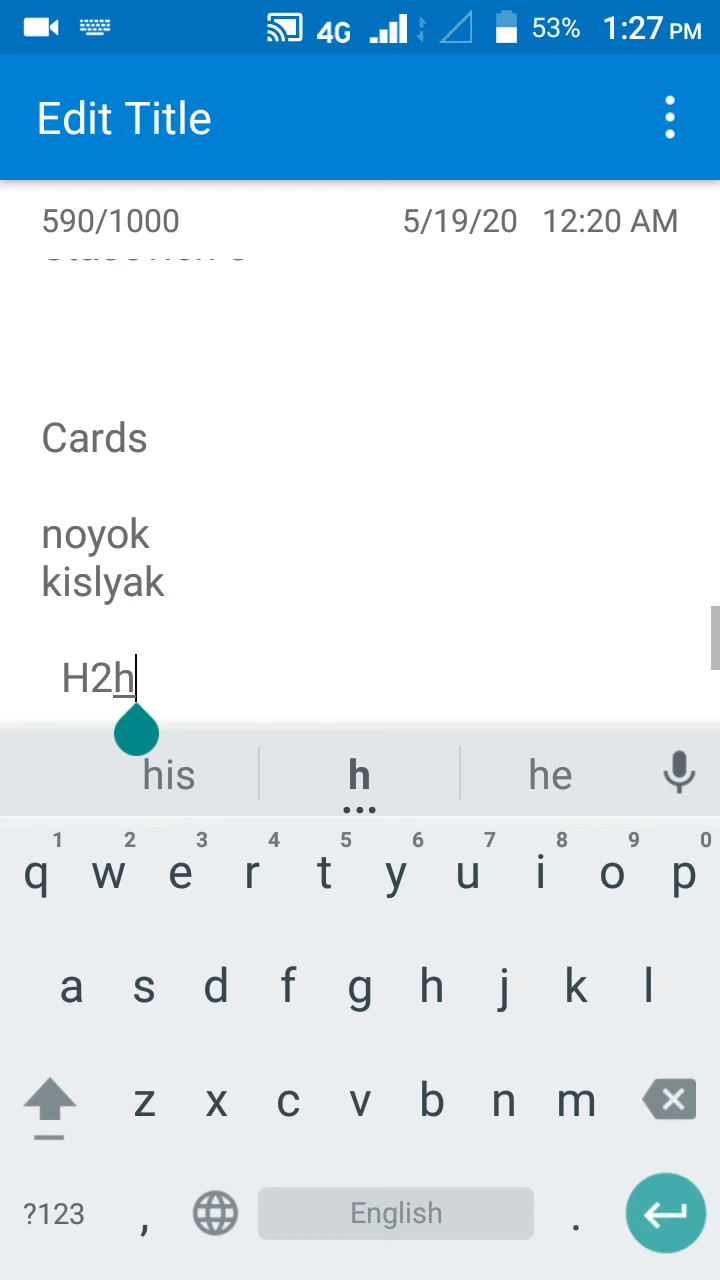 4G 53% 1:27 PM
Edit Title
590/1000 5/19/20 12:20 AM
Cards
noyok
kislyak
H2h
his h he
1 2 3 4 5 6 7 8 9 0
q w e r t y u i o p
a s d f g h j k l
z x c v b n m
?123 , English .